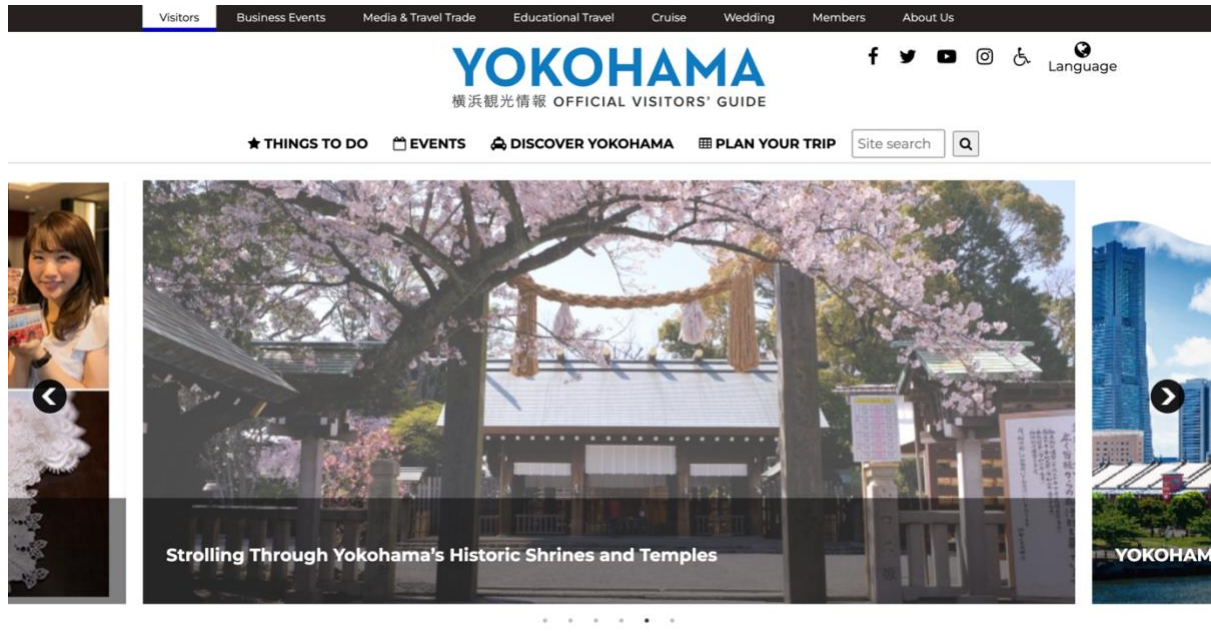 Visitors Business Events Media & Travel Trade Educational Travel Cruise Wedding Members About Us
YOKOHAMA
横浜観光情報 OFFICIAL VISITORS' GUIDE
Language
THINGS TO DO EVENTS DISCOVER YOKOHAMA PLAN YOUR TRIP Site search
Strolling Through Yokohama's Historic Shrines and Temples
YOKOHAM